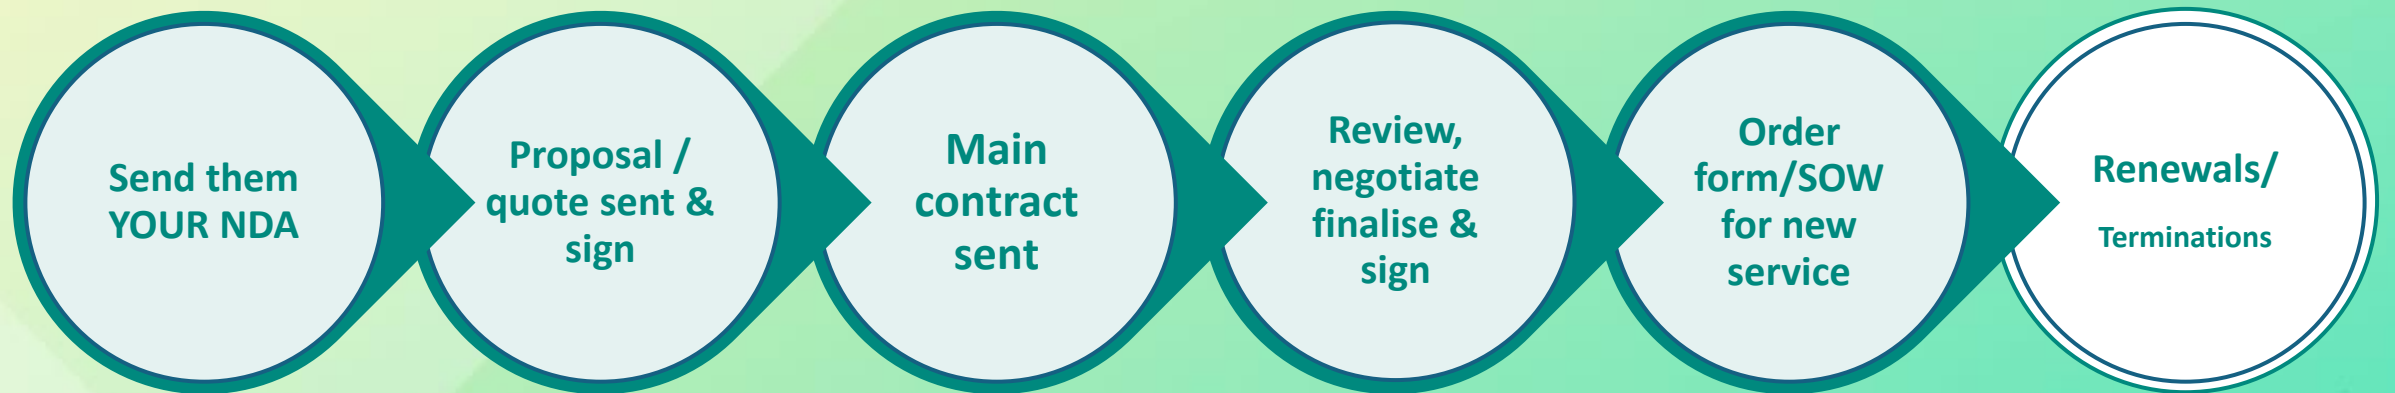 Send them
YOUR NDA
Proposal /
quote sent &
sign
Main
contract
sent
Review,
negotiate
finalise &
sign
Order
form/SOW
for new
service
Renewals/
Terminations